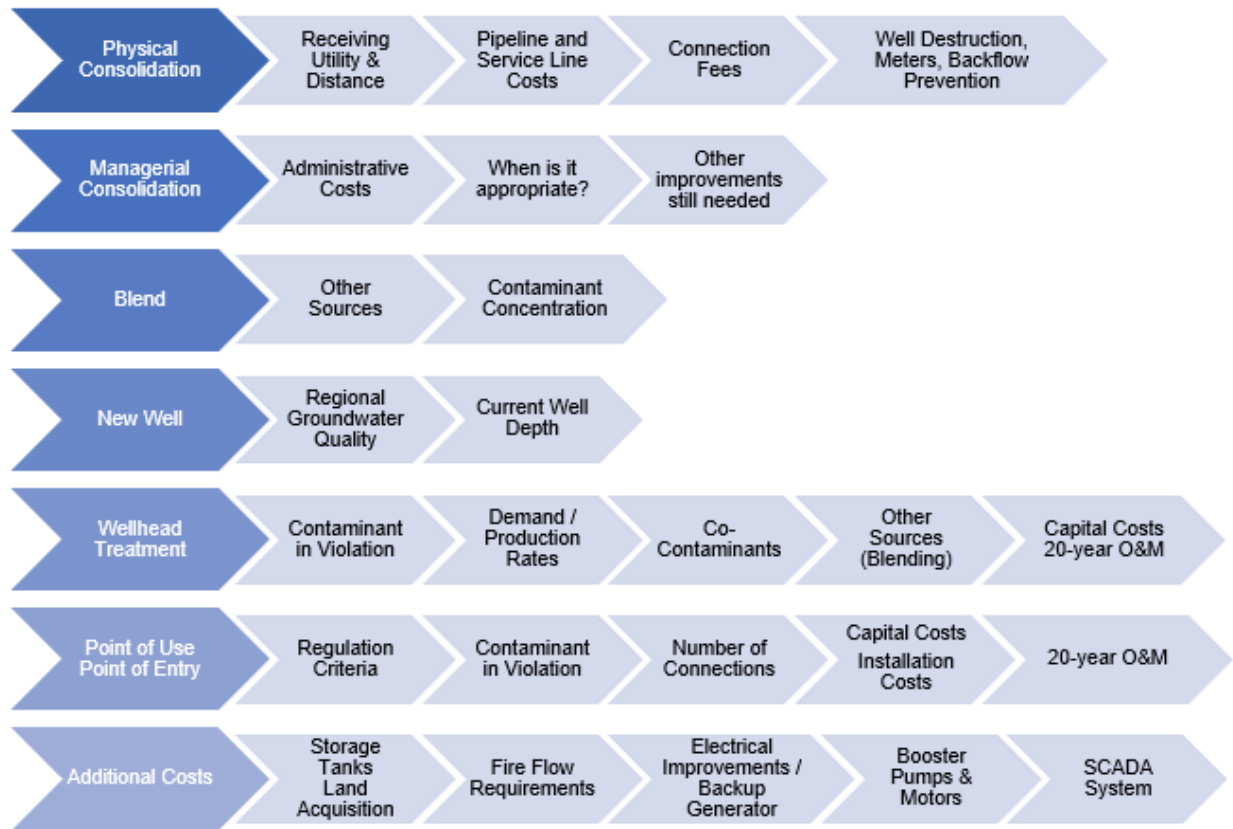 Physical
Consolidation
Receiving
Utility &
Distance
Pipeline and
Service Line
Costs
Connection
Fees
Well Destruction,
Meters, Backflow
Prevention
Managerial
Consolidation
Administrative
Costs
When is it
appropriate?
Other
improvements
still needed
Blend
Other
Sources
Contaminant
Concentration
New Well
Regional
Groundwater
Quality
Current Well
Depth
Wellhead
Treatment
Contaminant
in Violation
Demand /
Production
Rates
Co-
Contaminants
Other
Sources
(Blending)
Capital Costs
20-year O&M
Point of Use
Point of Entry
Regulation
Criteria
Contaminant
in Violation
Number of
Connections
Capital Costs
Installation
Costs
20-year O&M
Additional Costs
Storage
Tanks
Land
Acquisition
Fire Flow
Requirements
Electrical
Improvements /
Backup
Generator
Booster
Pumps &
Motors
SCADA
System